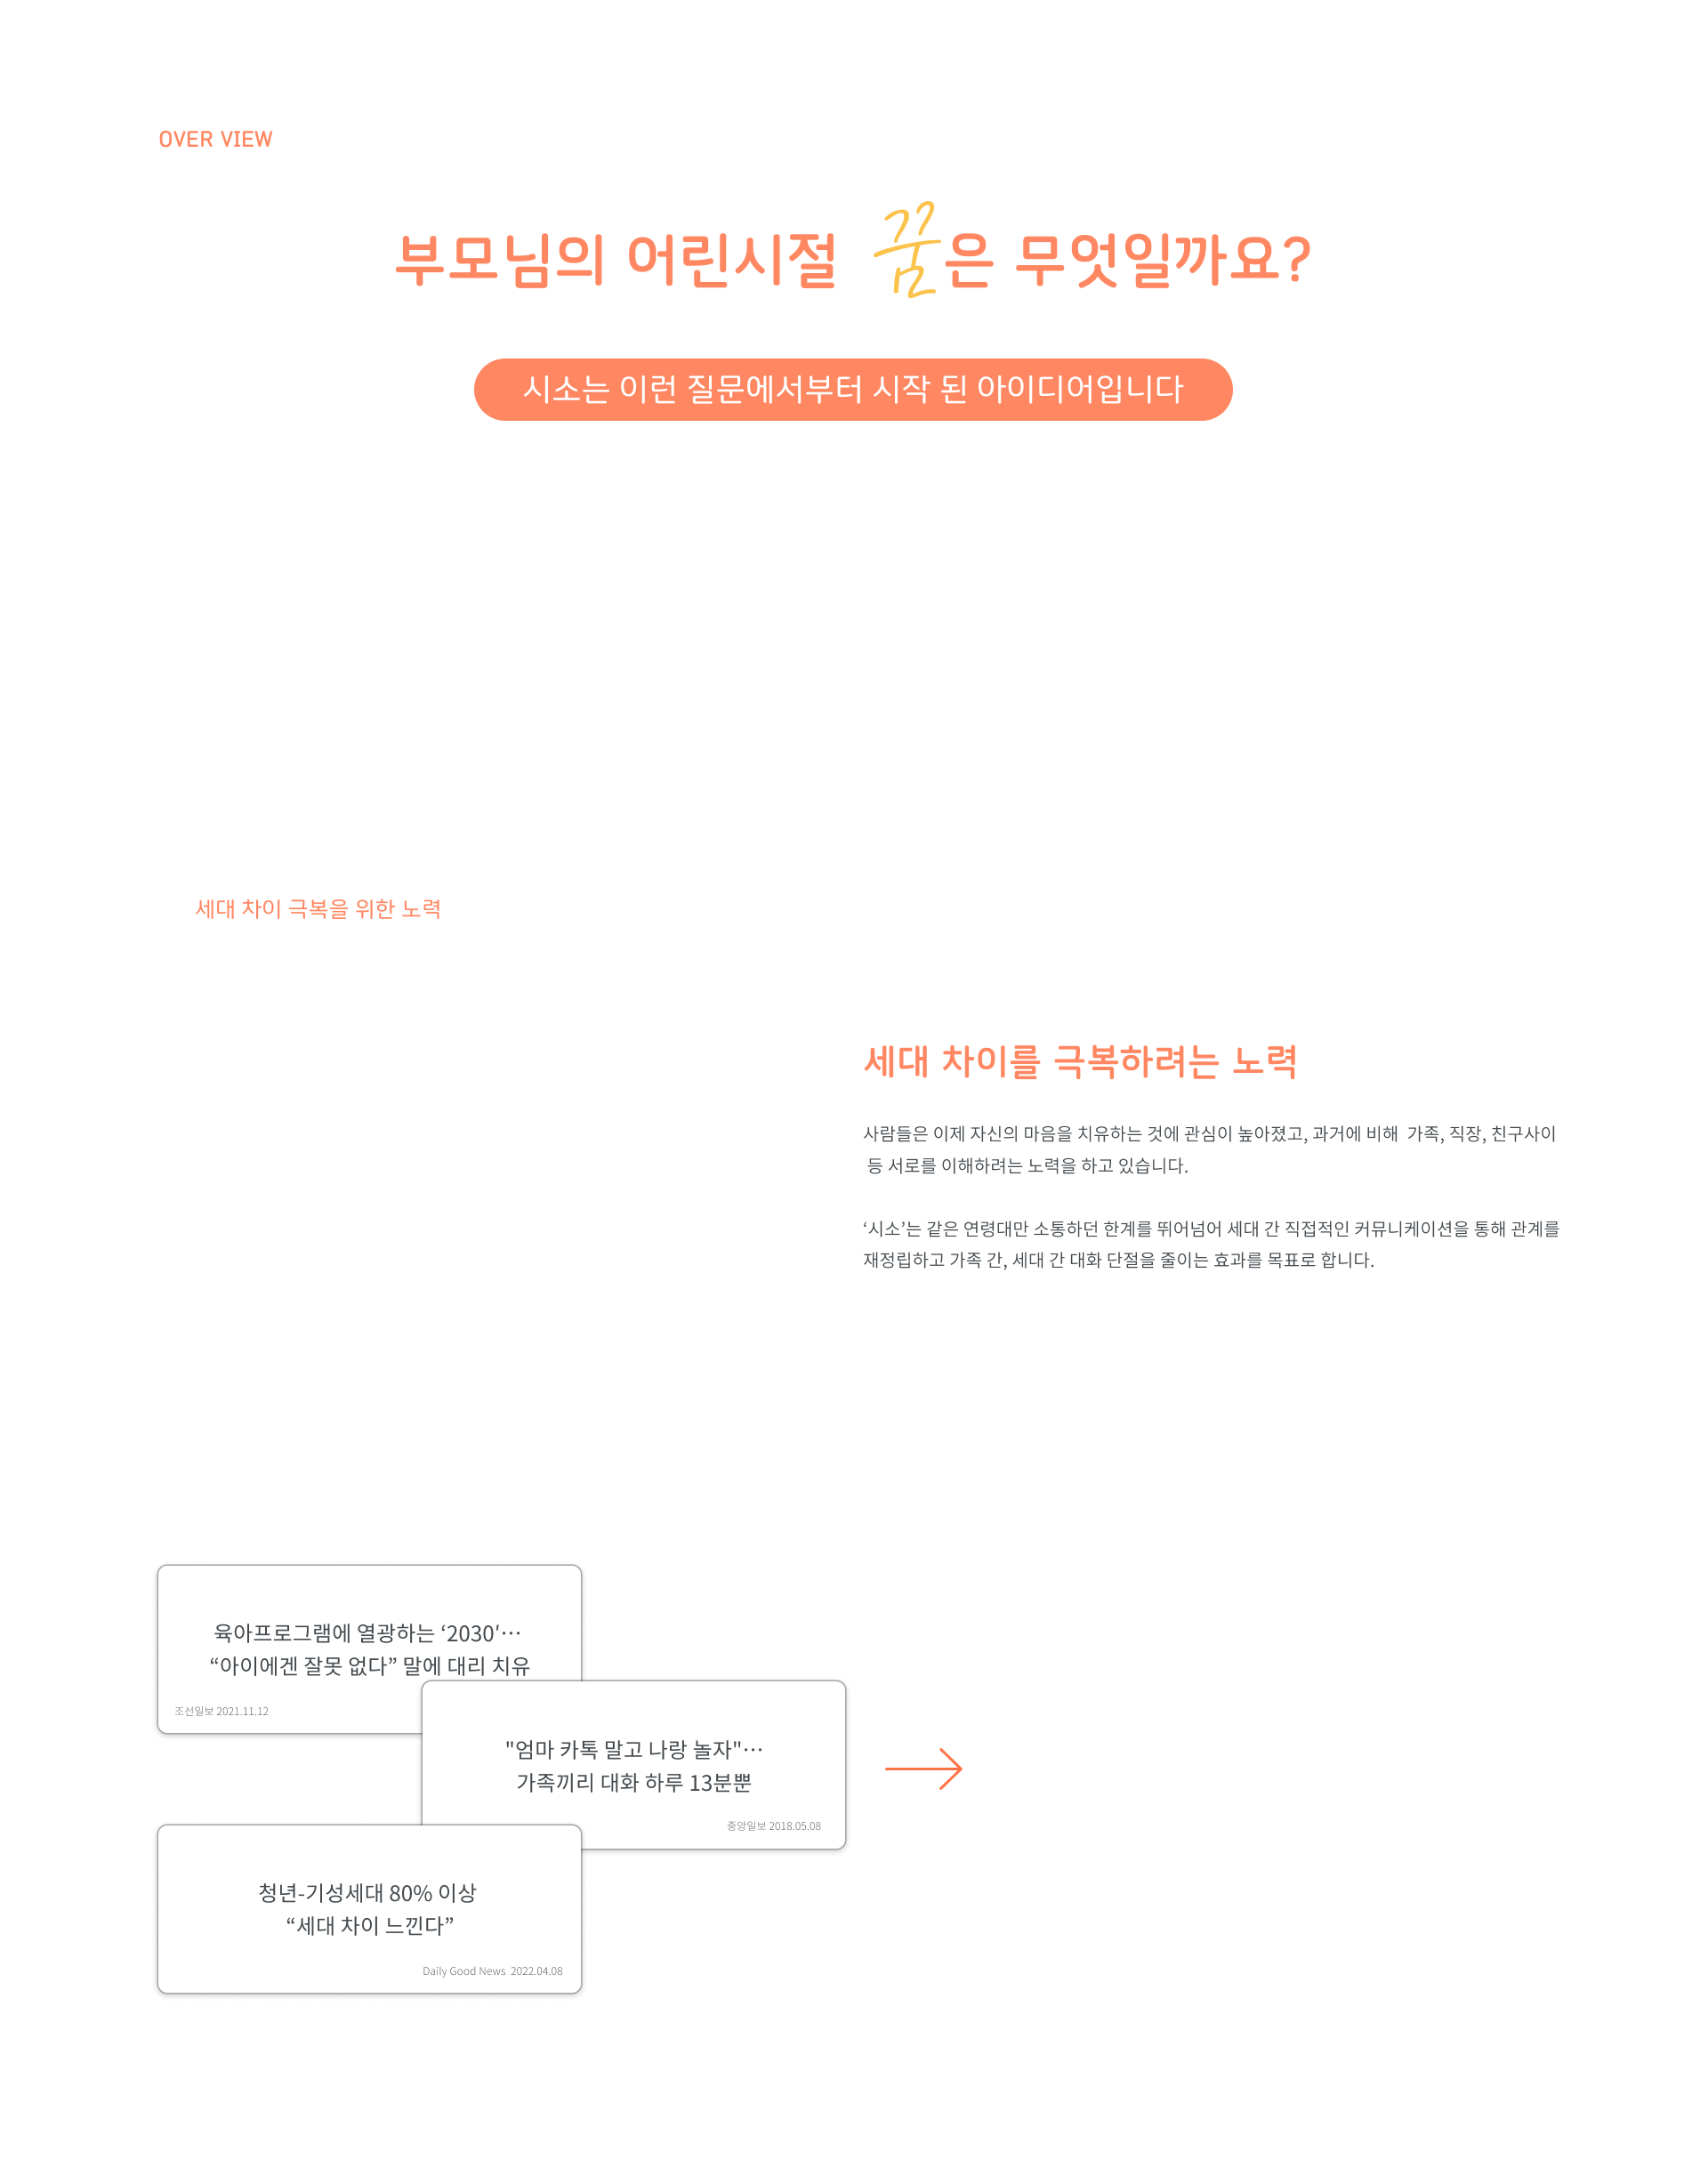 OVER VIEW
부모님의 어린시절 꿈은 무엇일까요?
시소는 이런 질문에서부터 시작 된 아이디어입니다
세대 차이 극복을 위한 노력
세대 차이를 극복하려는 노력
사람들은 이제 자신의 마음을 치유하는 것에 관심이 높아졌고, 과거에 비해 가족, 직장, 친구사이
등 서로를 이해하려는 노력을 하고 있습니다.
‘시소’는 같은 연령대만 소통하던 한계를 뛰어넘어 세대 간 직접적인 커뮤니케이션을 통해 관계를
재정립하고 가족 간, 세대 간 대화 단절을 줄이는 효과를 목표로 합니다.
육아프로그램에 열광하는 ‘2030′…
“아이에겐 잘못 없다” 말에 대리 치유
조선일보 2021.11.12
"엄마 카톡 말고 나랑 놀자"…
가족끼리 대화 하루 13분뿐
중앙일보 2018.05.08
청년-기성세대 80% 이상
“세대 차이 느낀다”
Daily Good News 2022.04.08